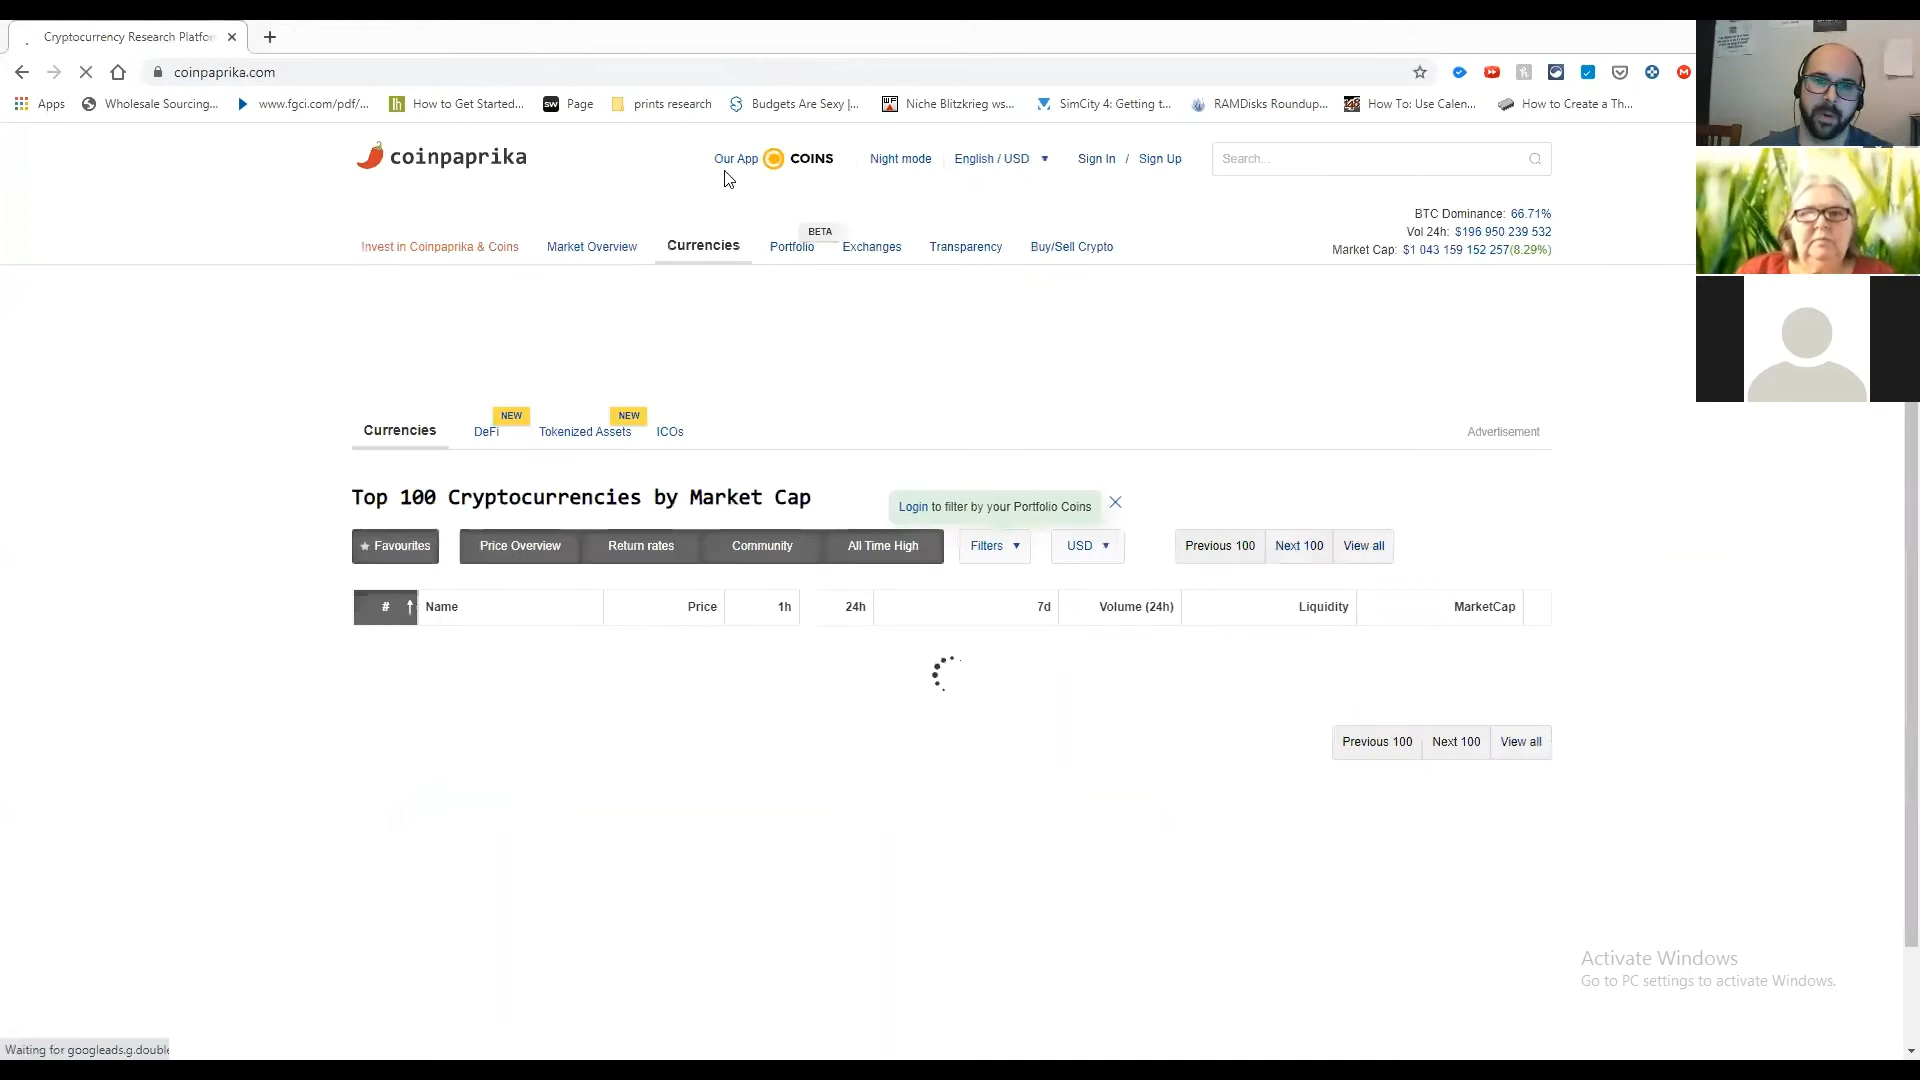 Cryptocurrency Research Platfo
coinpaprika.com
Apps
Wholesale Sourcing...
www.fgci.com/pdf/...
How to Get Started...
SW
Page
prints research
Budgets Are Sexy |...
Niche Blitzkrieg ws...
SimCity 4: Getting t...
RAMDisks Roundup...
How To: Use Calen...
How to Create a Th...
coinpaprika
Our App
COINS
Night mode
English / USD
Sign In / Sign Up
Search...
BTC Dominance: 66.71%
Vol 24h: $196 950 239 532
Market Cap: $1 043 159 152 257(8.29%)
BETA
Invest in Coinpaprika & Coins
Market Overview
Currencies
Portfolio
Exchanges
Transparency
Buy/Sell Crypto
NEW
NEW
Currencies
DeFi
Tokenized Assets
ICOs
Advertisement
Top 100 Cryptocurrencies by Market Cap
Login to filter by your Portfolio Coins
Favourites
Price Overview
Return rates
Community
All Time High
Filters
USD
Previous 100
Next 100
View all
#
Name
Price
1h
24h
7d
Volume (24h)
Liquidity
MarketCap
Previous 100
Next 100
View all
Activate Windows
Go to PC settings to activate Windows.
Waiting for googleads.g.double